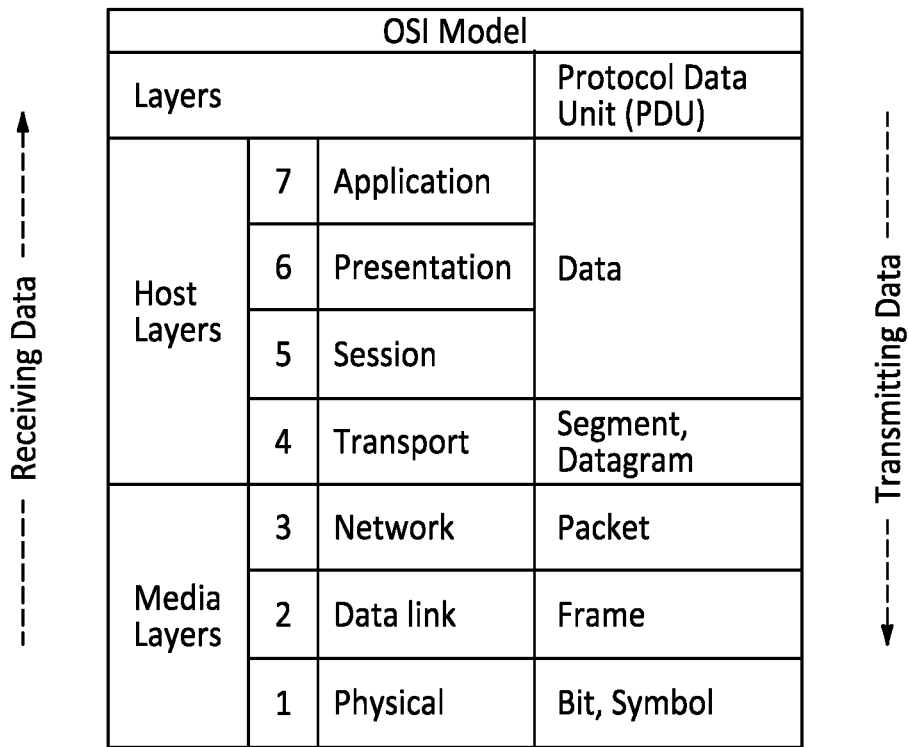 OSI Model
Layers
Protocol Data
Unit (PDU)
Host
Layers
7
Application
Data
6
Presentation
5
Session
4
Transport
Segment,
Datagram
Media
Layers
3
Network
Packet
2
Data link
Frame
1
Physical
Bit, Symbol
Receiving Data
Transmitting Data